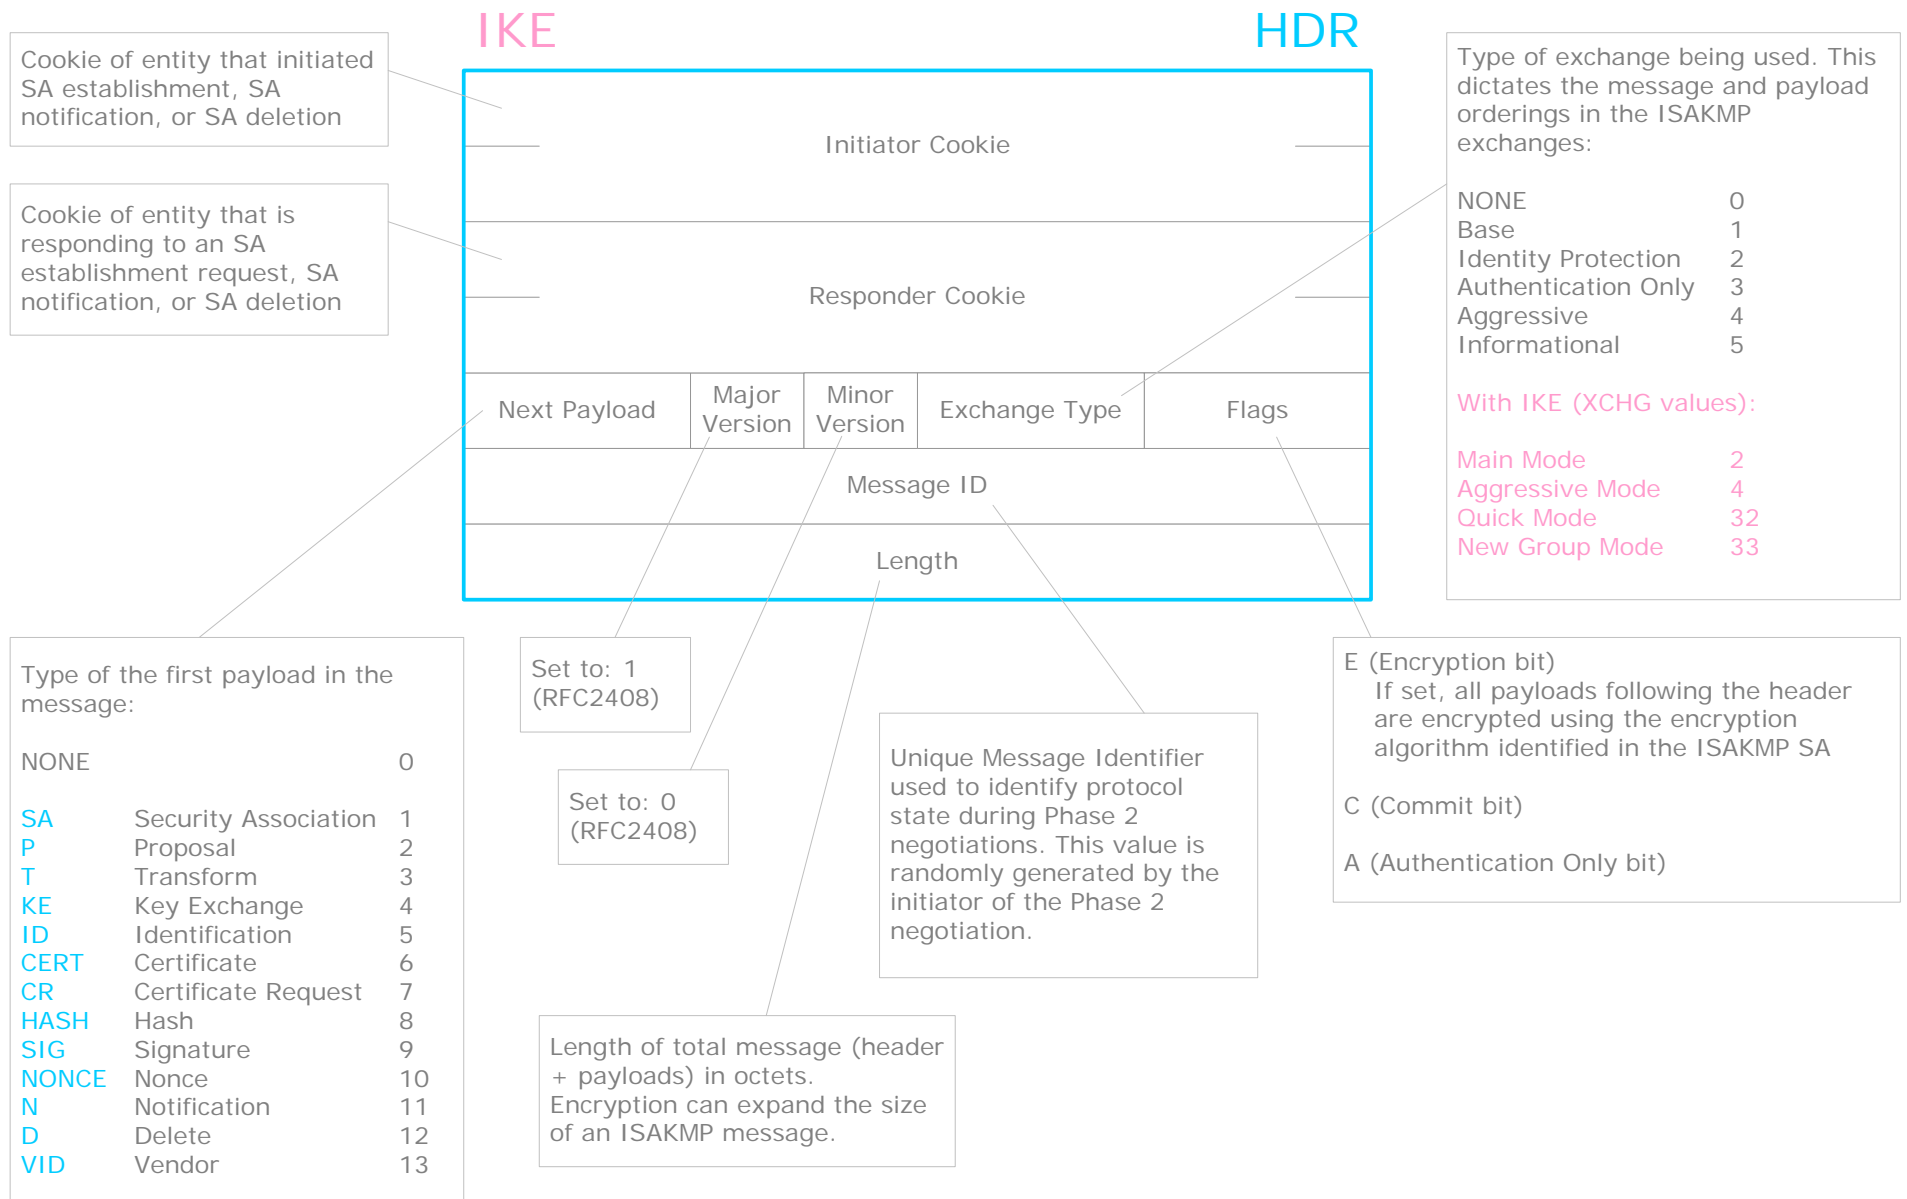 IKE HDR
Cookie of entity that initiated
SA establishment, SA
notification, or SA deletion
Cookie of entity that is
responding to an SA
establishment request, SA
notification, or SA deletion
Initiator Cookie
Responder Cookie
Next Payload
Major
Version
Minor
Version
Exchange Type
Flags
Message ID
Length
Type of exchange being used. This
dictates the message and payload
orderings in the ISAKMP
exchanges:
NONE 0
Base 1
Identity Protection 2
Authentication Only 3
Aggressive 4
Informational 5
With IKE (XCHG values):
Main Mode 2
Aggressive Mode 4
Quick Mode 32
New Group Mode 33
Type of the first payload in the
message:
NONE 0
SA Security Association 1
P Proposal 2
T Transform 3
KE Key Exchange 4
ID Identification 5
CERT Certificate 6
CR Certificate Request 7
HASH Hash 8
SIG Signature 9
NONCE Nonce 10
N Notification 11
D Delete 12
VID Vendor 13
Set to: 1
(RFC2408)
Set to: 0
(RFC2408)
Length of total message (header
+ payloads) in octets.
Encryption can expand the size
of an ISAKMP message.
Unique Message Identifier
used to identify protocol
state during Phase 2
negotiations. This value is
randomly generated by the
initiator of the Phase 2
negotiation.
E (Encryption bit)
If set, all payloads following the header
are encrypted using the encryption
algorithm identified in the ISAKMP SA
C (Commit bit)
A (Authentication Only bit)